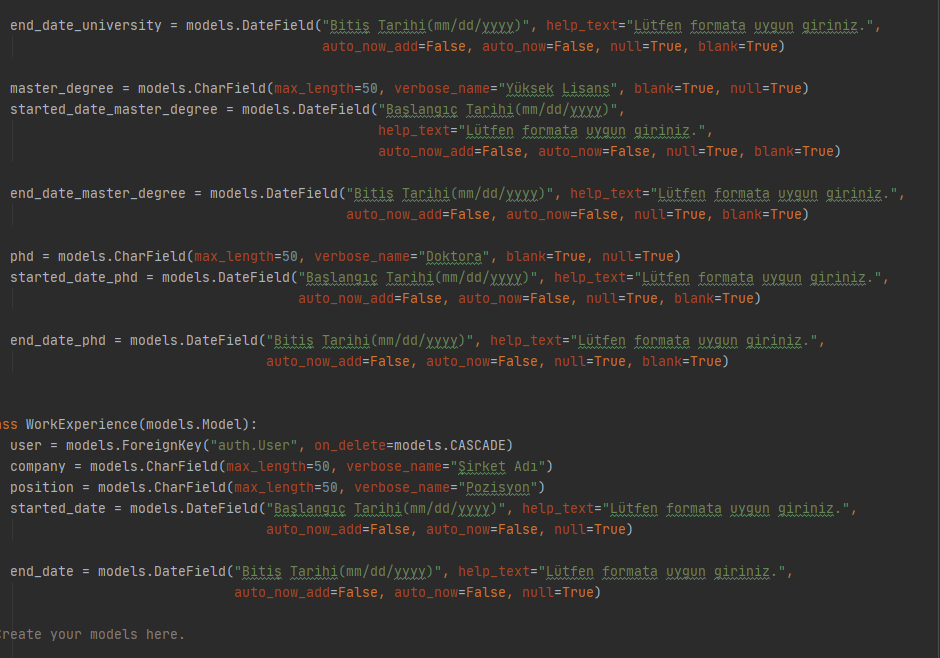 end_date_university = models.DateField("Bitiş Tarihi(mm/dd/yyyy)", help_text="Lütfen formata uygun giriniz.",
auto_now_add=False, auto_now=False, null=True, blank=True)
master_degree = models.CharField(max_length=50, verbose_name="Yüksek Lisans", blank=True, null=True)
started_date_master_degree = models.DateField("Başlangıç Tarihi(mm/dd/yyyy)",
help_text="Lütfen formata uygun giriniz.",
auto_now_add=False, auto_now=False, null=True, blank=True)
end_date_master_degree = models.DateField("Bitiş Tarihi(mm/dd/yyyy)", help_text="Lütfen formata uygun giriniz.",
auto_now_add=False, auto_now=False, null=True, blank=True)
phd = models.CharField(max_length=50, verbose_name="Doktora", blank=True, null=True)
started_date_phd = models.DateField("Başlangıç Tarihi(mm/dd/yyyy)", help_text="Lütfen formata uygun giriniz.",
auto_now_add=False, auto_now=False, null=True, blank=True)
end_date_phd = models.DateField("Bitiş Tarihi(mm/dd/yyyy)", help_text="Lütfen formata uygun giriniz.",
auto_now_add=False, auto_now=False, null=True, blank=True)
ss WorkExperience(models.Model):
user = models.ForeignKey("auth.User", on_delete=models.CASCADE)
company = models.CharField(max_length=50, verbose_name="Şirket Adı")
position = models.CharField(max_length=50, verbose_name="Pozisyon")
started_date = models.DateField("Başlangıç Tarihi(mm/dd/yyyy)", help_text="Lütfen formata uygun giriniz.",
auto_now_add=False, auto_now=False, null=True)
end_date = models.DateField("Bitiş Tarihi(mm/dd/yyyy)", help_text="Lütfen formata uygun giriniz.",
auto_now_add=False, auto_now=False, null=True)
Create your models here.